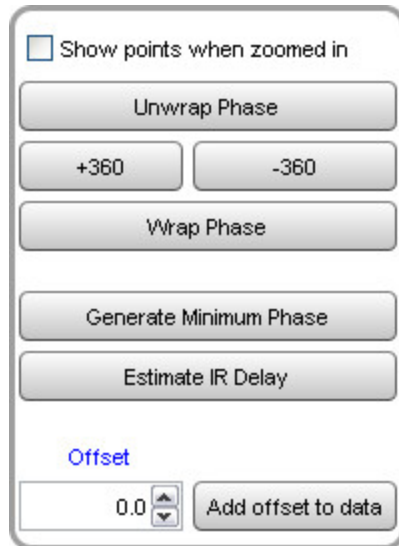 Show points when zoomed in
Unwrap Phase
+360 -360
Wrap Phase
Generate Minimum Phase
Estimate IR Delay
Offset
0.0 Add offset to data